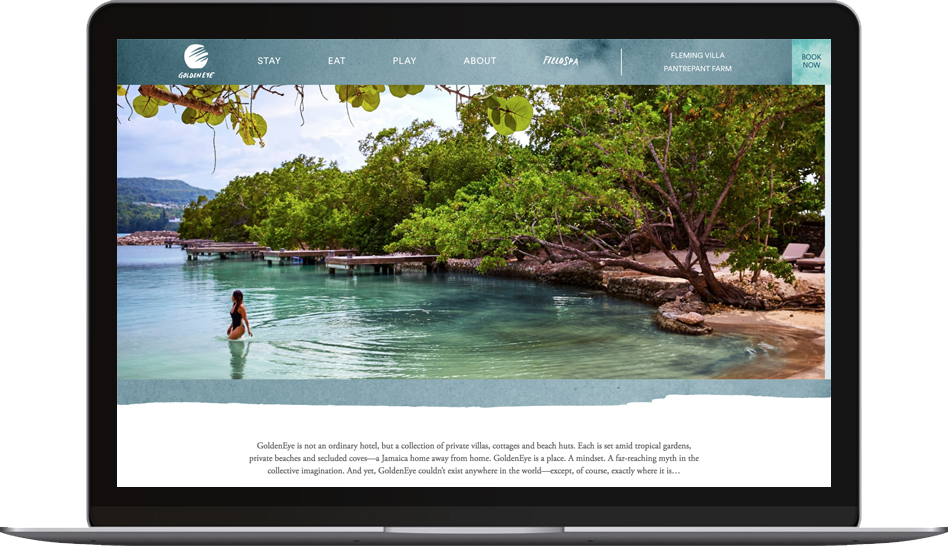 GOLDENEYE
STAY
EAT
PLAY
ABOUT
FIELDSPA
FLEMING VILLA
PANTREPANT FARM
BOOK
NOW
GoldenEye is not an ordinary hotel, but a collection of private villas, cottages and beach huts. Each is set amid tropical gardens,
private beaches and secluded coves—a Jamaica home away from home. GoldenEye is a place. A mindset. A far-reaching myth in the
collective imagination. And yet, GoldenEye couldn't exist anywhere in the world—except, of course, exactly where it is…